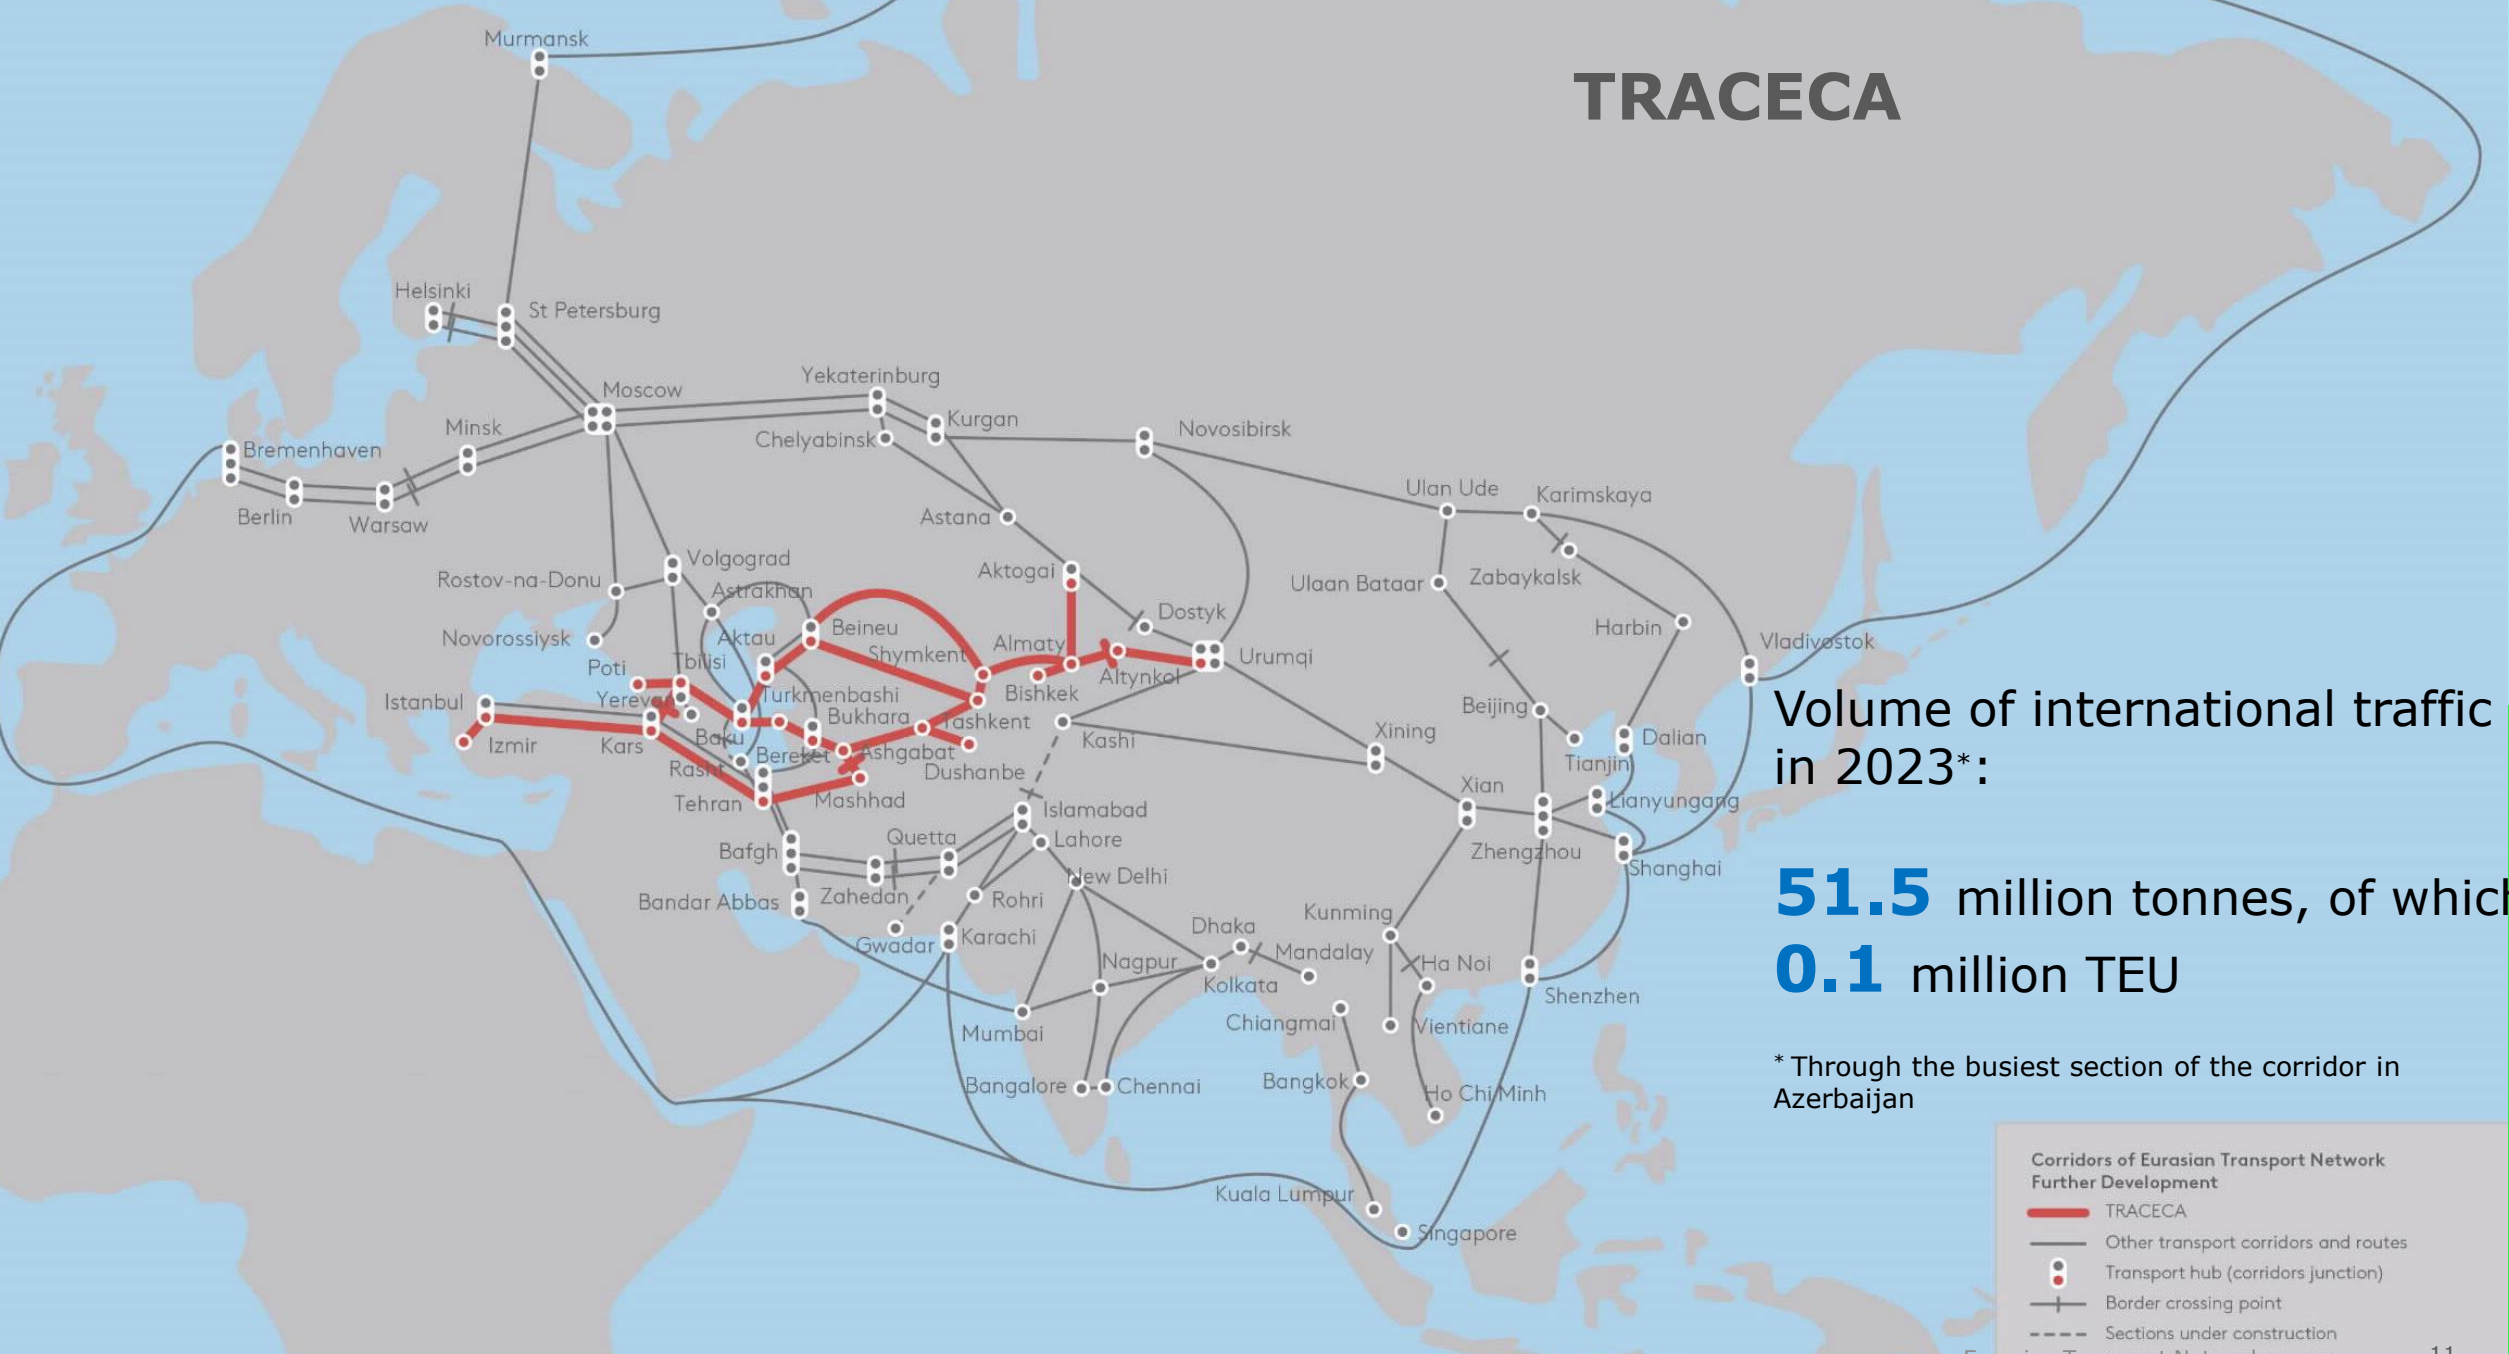 TRACECA
Murmansk
Helsinki
St Petersburg
Moscow
Yekaterinburg
Kurgan
Chelyabinsk
Novosibirsk
Minsk
Bremenhaven
Berlin
Warsaw
Astana
Ulan Ude
Karimskaya
Volgograd
Rostov-na-Donu
Astrakhan
Aktogai
Ulaan Bataar
Zabaykalsk
Dostyk
Novorossiysk
Aktau
Beineu
Shymkent
Almaty
Harbin
Vladivostok
Poti
Tbilisi
Urumqi
Altynkol
Bishkek
Istanbul
Yerevan
Turkmenbashi
Bukhara
Tashkent
Beijing
Izmir
Kars
Baku
Bereket
Ashgabat
Kashi
Xining
Dalian
Rasht
Dushanbe
Tianjin
Tehran
Mashhad
Xian
Lianyungang
Islamabad
Quetta
Lahore
Bafgh
Zhengzhou
Shanghai
New Delhi
Bandar Abbas
Zahedan
Rohri
Gwadar
Karachi
Dhaka
Kunming
Mandalay
Nagpur
Ha Noi
Kolkata
Shenzhen
Mumbai
Chiangmai
Vientiane
Bangalore
Chennai
Bangkok
Ho Chi Minh
Kuala Lumpur
Singapore
Volume of international traffic
in 2023*:
51.5 million tonnes, of which
0.1 million TEU
* Through the busiest section of the corridor in
Azerbaijan
Corridors of Eurasian Transport Network
Further Development
TRACECA
Other transport corridors and routes
Transport hub (corridors junction)
Border crossing point
Sections under construction
11